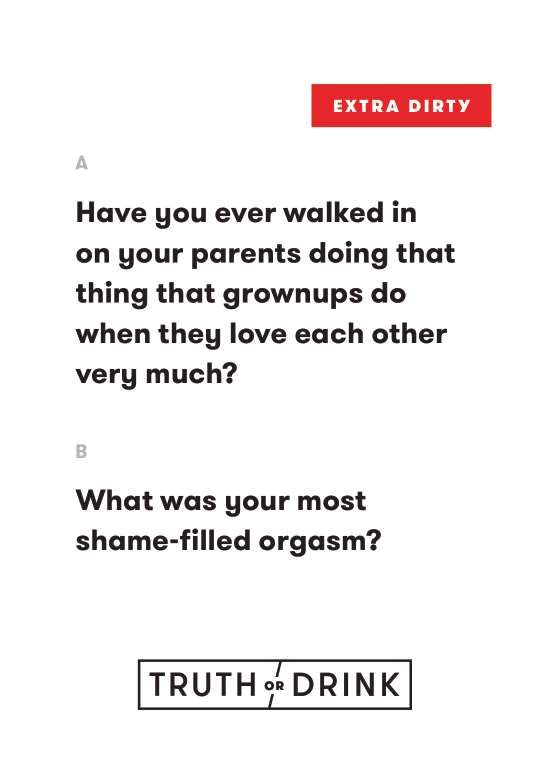 EXTRA DIRTY
A
Have you ever walked in
on your parents doing that
thing that grownups do
when they love each other
very much?
B
What was your most
shame-filled orgasm?
TRUTH OR DRINK